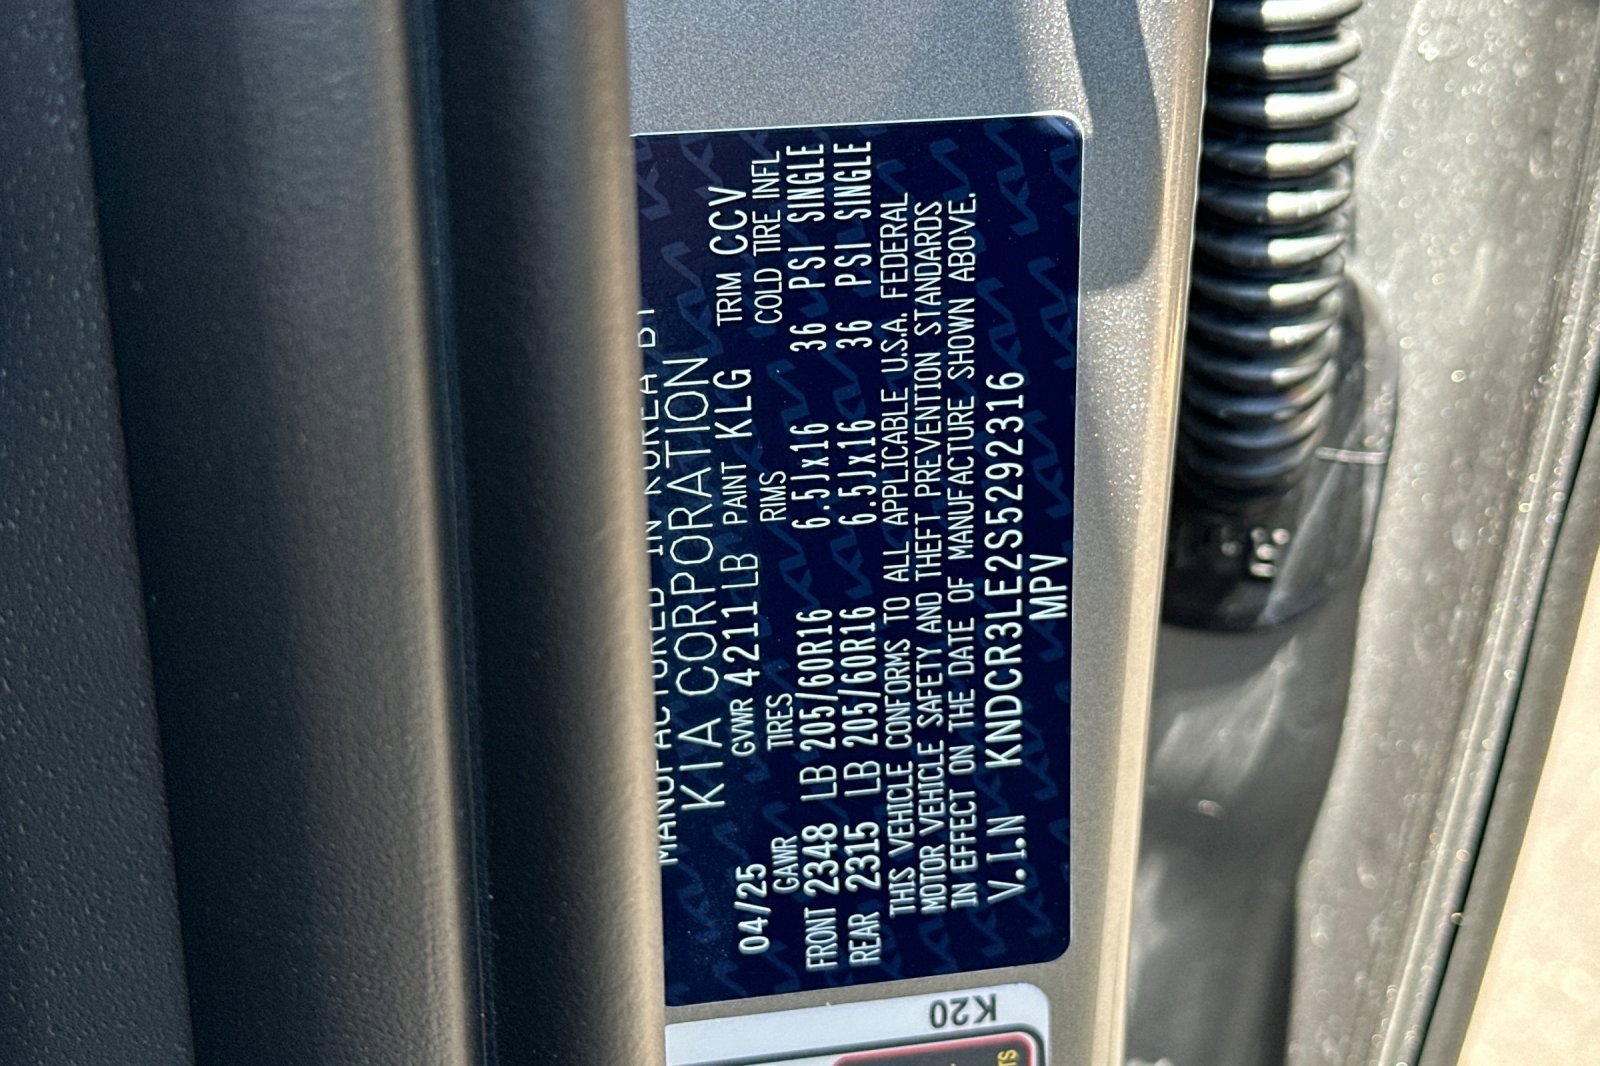 MANUFACTURED IN KOREA BY
KIA CORPORATION
04/25 GVWR 4211 LB PAINT KLG TRIM CCV
GAWR TIRES RIMS COLD TIRE INFL
FRONT 2348 LB 205/60R16 6.5Jx16 36 PSI SINGLE
REAR 2315 LB 205/60R16 6.5Jx16 36 PSI SINGLE
THIS VEHICLE CONFORMS TO ALL APPLICABLE U.S.A. FEDERAL
MOTOR VEHICLE SAFETY AND THEFT PREVENTION STANDARDS
IN EFFECT ON THE DATE OF MANUFACTURE SHOWN ABOVE.
V.I.N KNDCR3LE2S5292316
MPV
K20